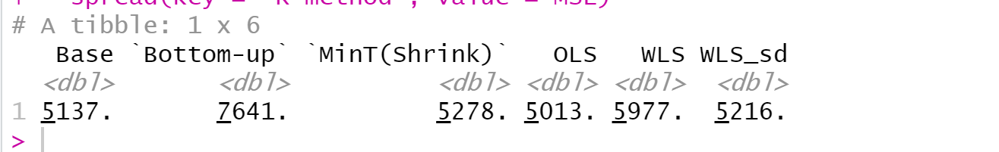 spread(key = "R-method", value = MSE)
# A tibble: 1 x 6
Base `Bottom-up` `MinT(Shrink)` OLS WLS WLS_sd
<dbl> <dbl> <dbl> <dbl> <dbl> <dbl>
1 5137. 7641. 5278. 5013. 5977. 5216.
>